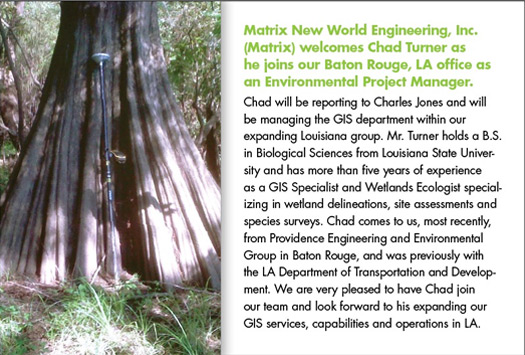 Matrix New World Engineering, Inc.
(Matrix) welcomes Chad Turner as
he joins our Baton Rouge, LA office as
an Environmental Project Manager.
Chad will be reporting to Charles Jones and will
be managing the GIS department within our
expanding Louisiana group. Mr. Turner holds a B.S.
in Biological Sciences from Louisiana State Univer-
sity and has more than five years of experience
as a GIS Specialist and Wetlands Ecologist special-
izing in wetland delineations, site assessments and
species surveys. Chad comes to us, most recently,
from Providence Engineering and Environmental
Group in Baton Rouge, and was previously with
the LA Department of Transportation and Develop-
ment. We are very pleased to have Chad join
our team and look forward to his expanding our
GIS services, capabilities and operations in LA.